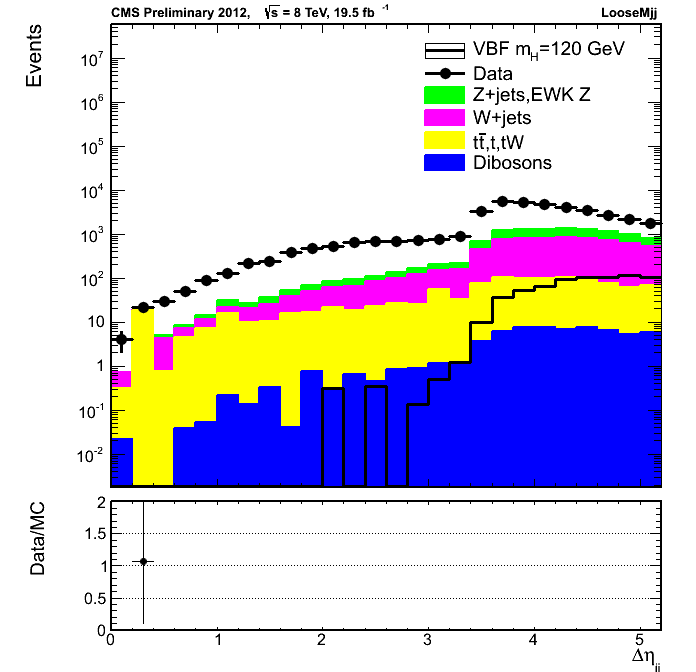 CMS Preliminary 2012, √s = 8 TeV, 19.5 fb⁻¹ LooseMjj
Events
VBF m_H=120 GeV
Data
Z+jets,EWK Z
W+jets
tt̄,t,tW
Dibosons
10⁷
10⁶
10⁵
10⁴
10³
10²
10
1
10⁻¹
10⁻²
Data/MC
2
1.5
1
0.5
0
0 1 2 3 4 5
Δη_jj